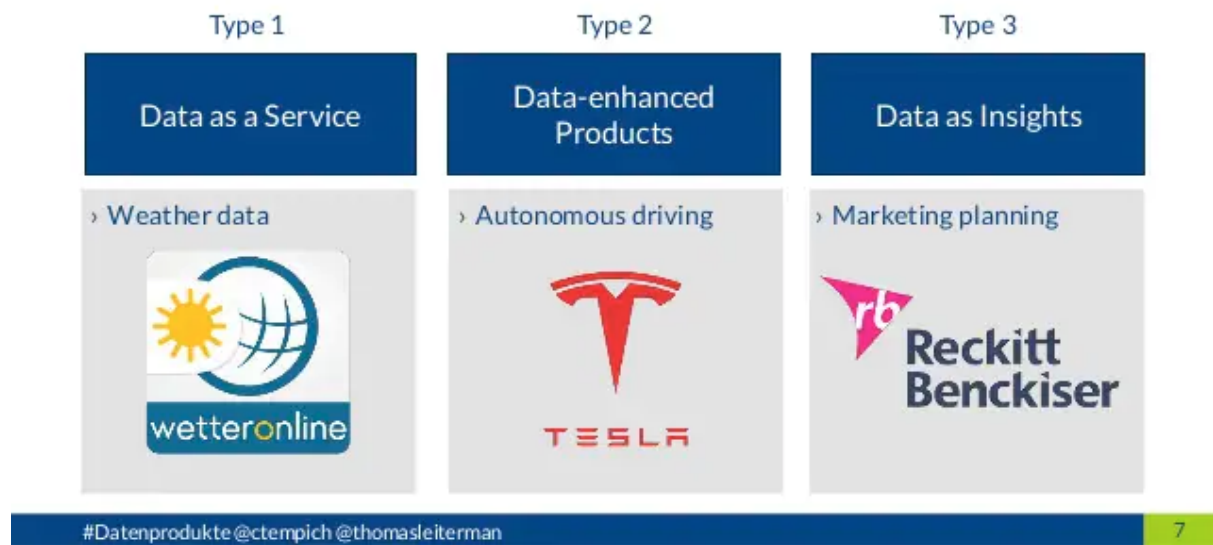 Type 1
Type 2
Type 3
Data as a Service
Data-enhanced
Products
Data as Insights
› Weather data
› Autonomous driving
› Marketing planning
wetteronline
TESLA
rb
Reckitt
Benckiser
#Datenprodukte @ctempich @thomasleiterman
7